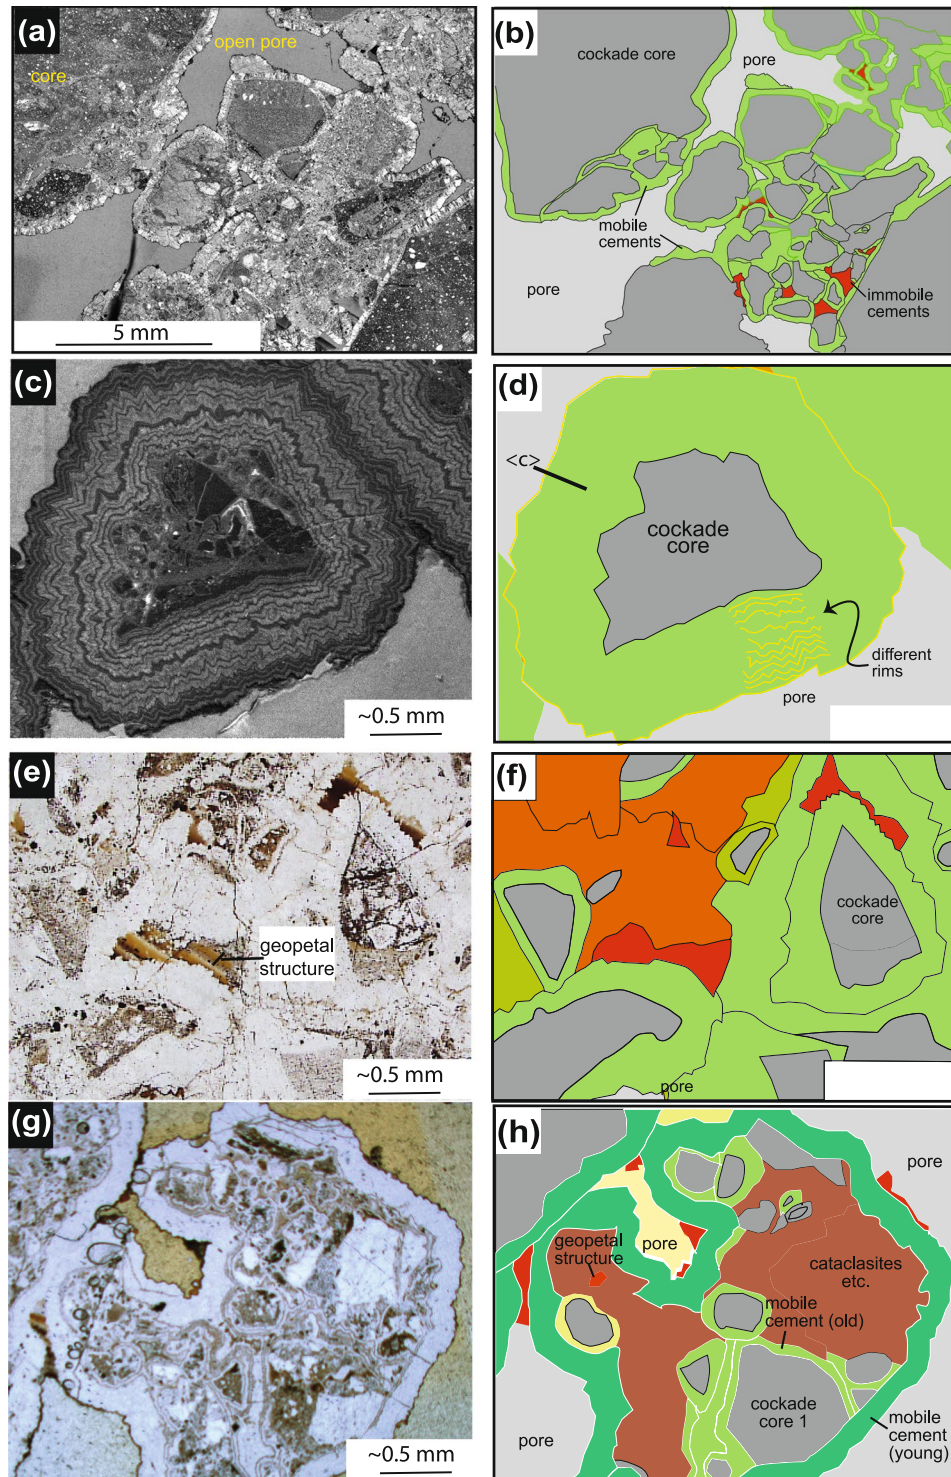 (a)
open pore
core
5 mm
(b)
cockade core
pore
mobile
cements
pore
immobile
cements
(c)
~0.5 mm
(d)
<c>
cockade
core
different
rims
pore
(e)
geopetal
structure
~0.5 mm
(f)
cockade
core
pore
(g)
~0.5 mm
(h)
pore
geopetal
structure
pore
cataclasites
etc.
mobile
cement (old)
cockade
core 1
mobile
cement
(young)
pore